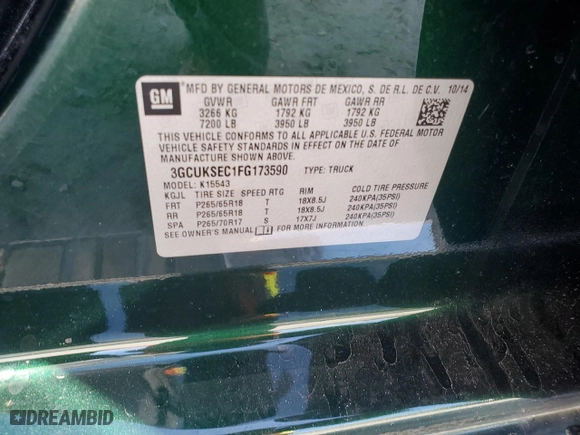 GM
*MFD BY GENERAL MOTORS DE MEXICO, S. DE R.L. DE C.V. 10/14
GVWR GAWR FRT GAWR RR
3266 KG 1792 KG 1792 KG
7200 LB 3950 LB 3950 LB
THIS VEHICLE CONFORMS TO ALL APPLICABLE U.S. FEDERAL MOTOR
VEHICLE SAFETY STANDARDS IN EFFECT ON THE DATE OF
MANUFACTURE SHOWN ABOVE.
3GCUKSEC1FG173590 TYPE: TRUCK
MODEL: K15543
KGJL TIRE SIZE SPEED RTG RIM COLD TIRE PRESSURE
FRT P265/65R18 T 18X8.5J 240KPA(35PSI)
RR P265/65R18 T 18X8.5J 240KPA(35PSI)
SPA P265/70R17 S 17X7J 240KPA(35PSI)
SEE OWNER'S MANUAL FOR MORE INFORMATION.
DREAMBID